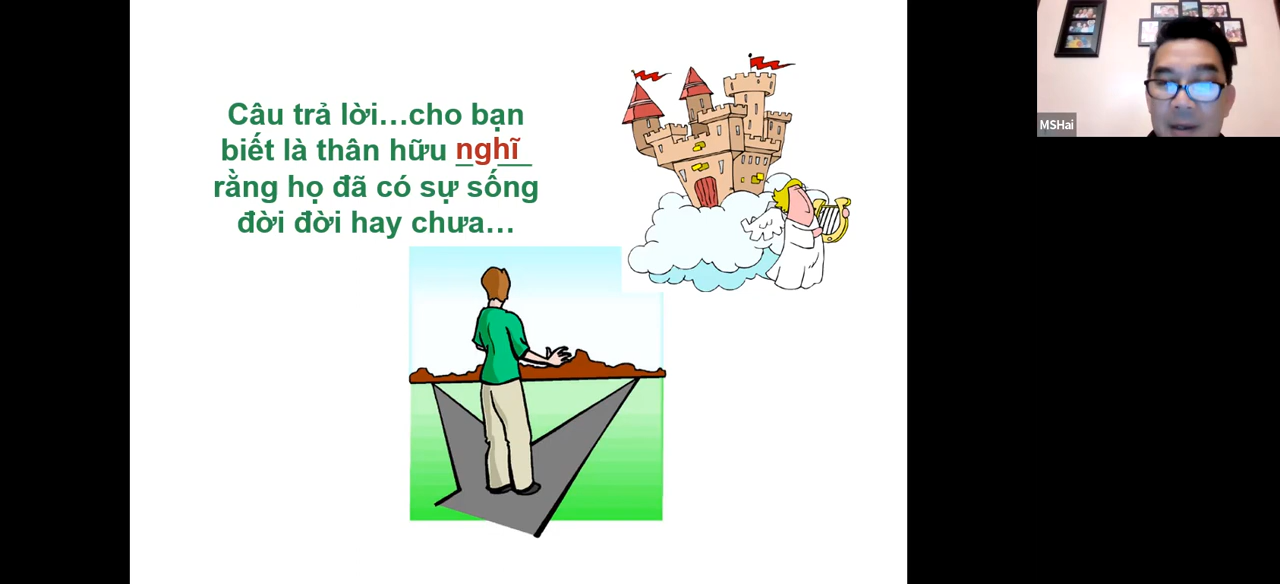 Câu trả lời...cho bạn
biết là thân hữu nghĩ
rằng họ đã có sự sống
đời đời hay chưa...
MSHai